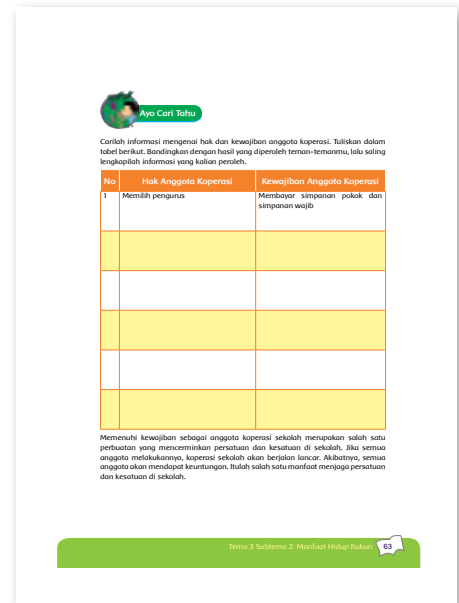 Ayo Cari Tahu
Carilah informasi mengenai hak dan kewajiban anggota koperasi. Tuliskan dalam
tabel berikut. Bandingkan dengan hasil yang diperoleh teman-temanmu, lalu saling
lengkapilah informasi yang kalian peroleh.
No Hak Anggota Koperasi Kewajiban Anggota Koperasi
1 Memilih pengurus Membayar simpanan pokok dan
simpanan wajib
Memenuhi kewajiban sebagai anggota koperasi sekolah merupakan salah satu
perbuatan yang mencerminkan persatuan dan kesatuan di sekolah. Jika semua
anggota melakukannya, koperasi sekolah akan berjalan lancar. Akibatnya, semua
anggota akan mendapat keuntungan. Itulah salah satu manfaat menjaga persatuan
dan kesatuan di sekolah.
Tema 5 Subtema 2: Manfaat Hidup Rukun 63